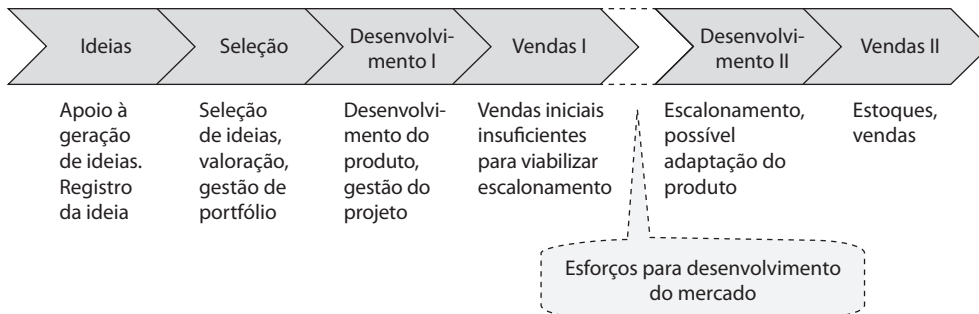 Ideias
Seleção
Desenvolvi-
mento I
Vendas I
Desenvolvi-
mento II
Vendas II
Apoio à
geração
de ideias.
Registro
da ideia
Seleção
de ideias,
valoração,
gestão de
portfólio
Desenvolvi-
mento do
produto,
gestão do
projeto
Vendas iniciais
insuficientes
para viabilizar
escalonamento
Escalonamento,
possível
adaptação do
produto
Estoques,
vendas
Esforços para desenvolvimento
do mercado